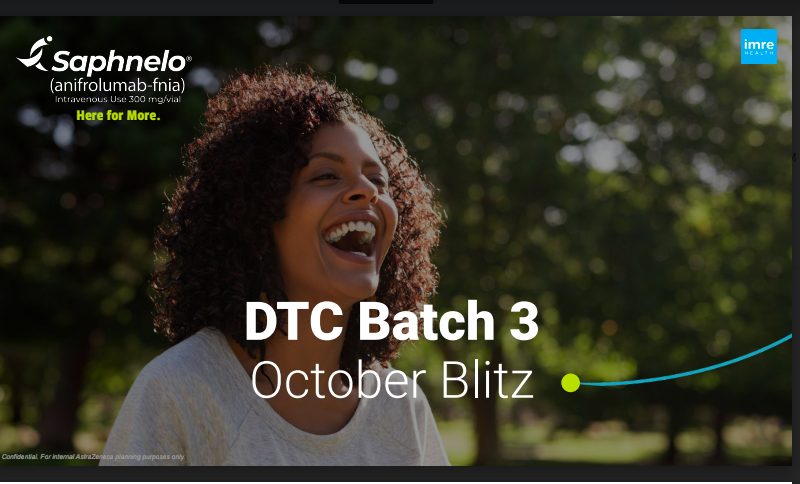 Saphnelo®
(anifrolumab-fnia)
Intravenous Use 300 mg/vial
Here for More.
imre
HEALTH
DTC Batch 3
October Blitz
Confidential. For internal AstraZeneca planning purposes only